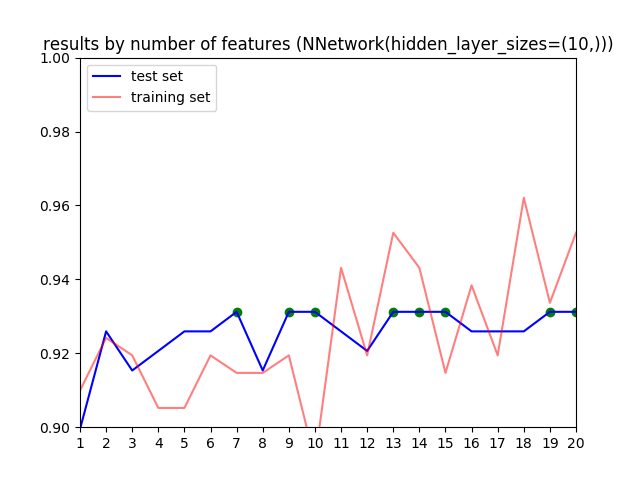 results by number of features (NNetwork(hidden_layer_sizes=(10,)))
1.00
0.98
0.96
0.94
0.92
0.90
test set
training set
1 2 3 4 5 6 7 8 9 10 11 12 13 14 15 16 17 18 19 20